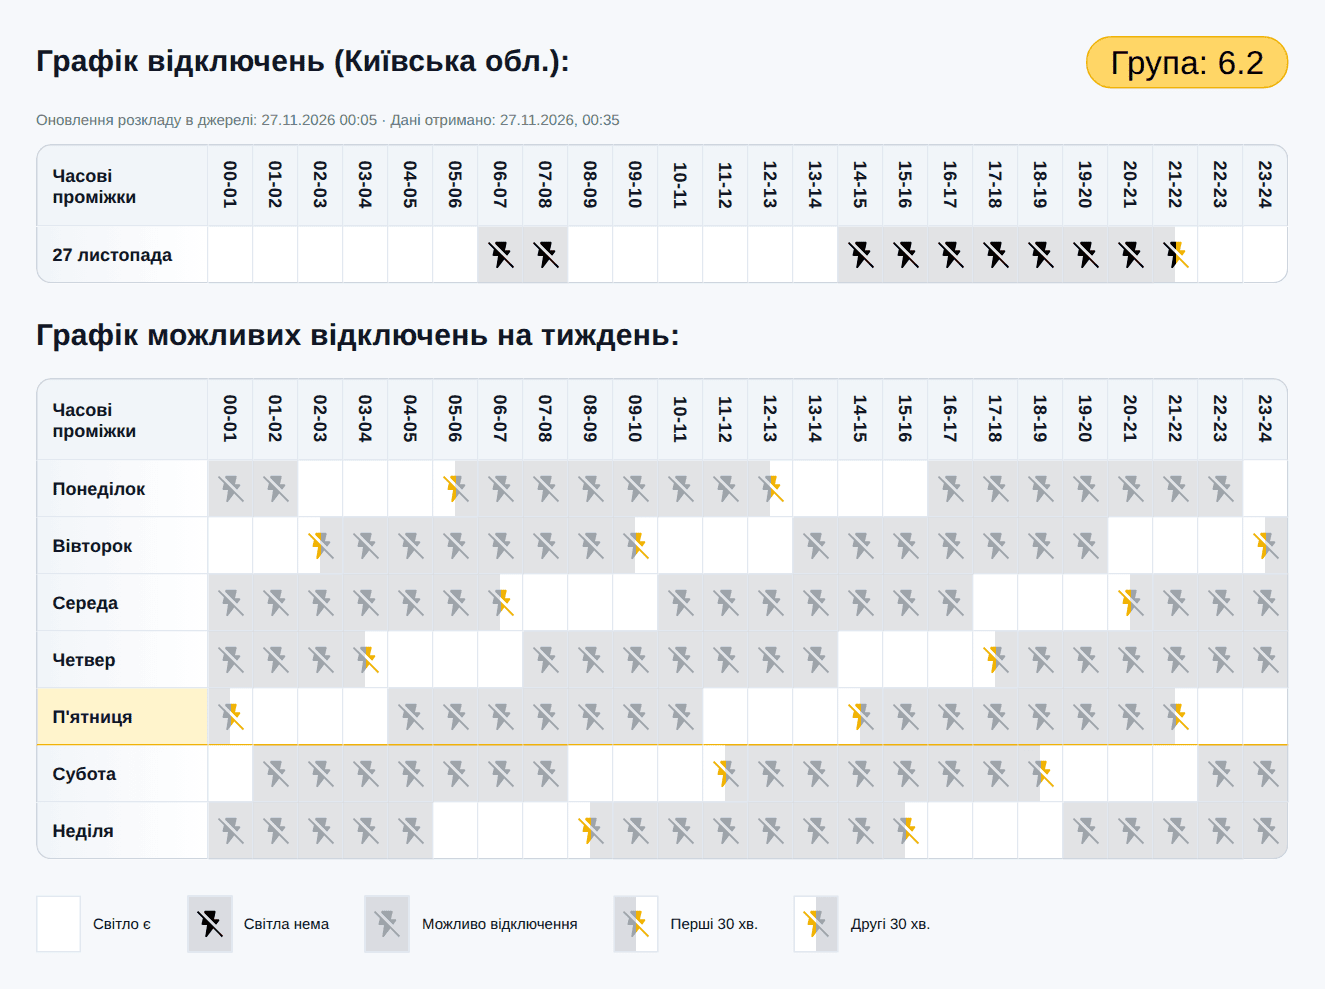 Графік відключень (Київська обл.):
Група: 6.2
Оновлення розкладу в джерелі: 27.11.2026 00:05 · Дані отримано: 27.11.2026, 00:35
Часові
проміжки
00-01 01-02 02-03 03-04 04-05 05-06 06-07 07-08 08-09 09-10 10-11 11-12 12-13 13-14 14-15 15-16 16-17 17-18 18-19 19-20 20-21 21-22 22-23 23-24
27 листопада
Графік можливих відключень на тиждень:
Часові
проміжки
00-01 01-02 02-03 03-04 04-05 05-06 06-07 07-08 08-09 09-10 10-11 11-12 12-13 13-14 14-15 15-16 16-17 17-18 18-19 19-20 20-21 21-22 22-23 23-24
Понеділок
Вівторок
Середа
Четвер
П'ятниця
Субота
Неділя
Світло є
Світла нема
Можливо відключення
Перші 30 хв.
Другі 30 хв.